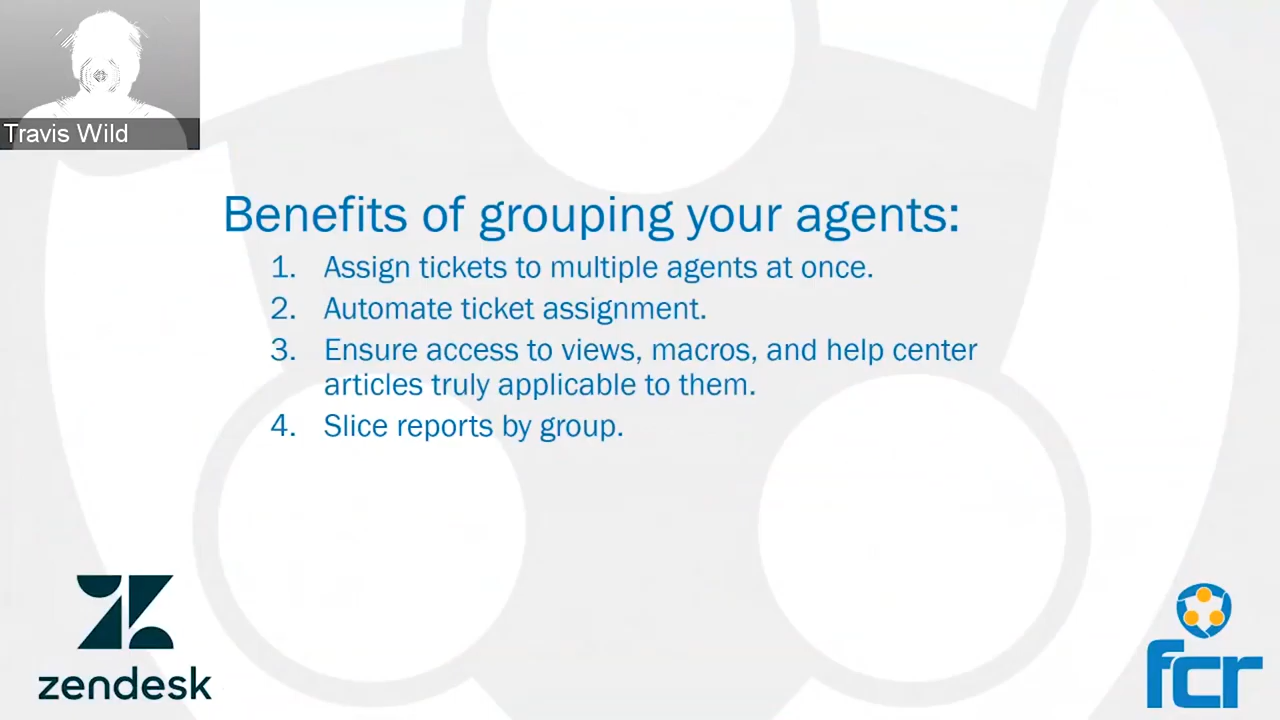 Travis Wild
Benefits of grouping your agents:
1. Assign tickets to multiple agents at once.
2. Automate ticket assignment.
3. Ensure access to views, macros, and help center
articles truly applicable to them.
4. Slice reports by group.
zendesk
fcr